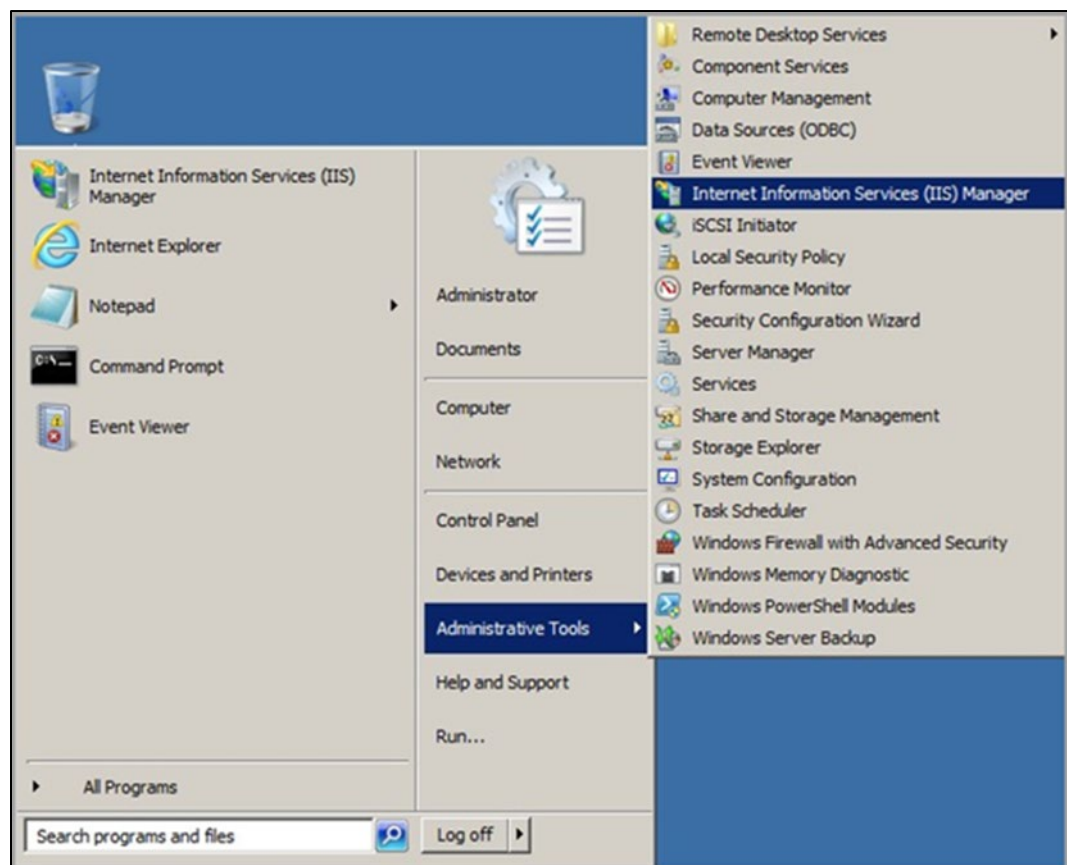 Internet Information Services (IIS)
Manager
Internet Explorer
Notepad
Command Prompt
Event Viewer
All Programs
Search programs and files
Administrator
Documents
Computer
Network
Control Panel
Devices and Printers
Administrative Tools
Help and Support
Run...
Log off
Remote Desktop Services
Component Services
Computer Management
Data Sources (ODBC)
Event Viewer
Internet Information Services (IIS) Manager
iSCSI Initiator
Local Security Policy
Performance Monitor
Security Configuration Wizard
Server Manager
Services
Share and Storage Management
Storage Explorer
System Configuration
Task Scheduler
Windows Firewall with Advanced Security
Windows Memory Diagnostic
Windows PowerShell Modules
Windows Server Backup